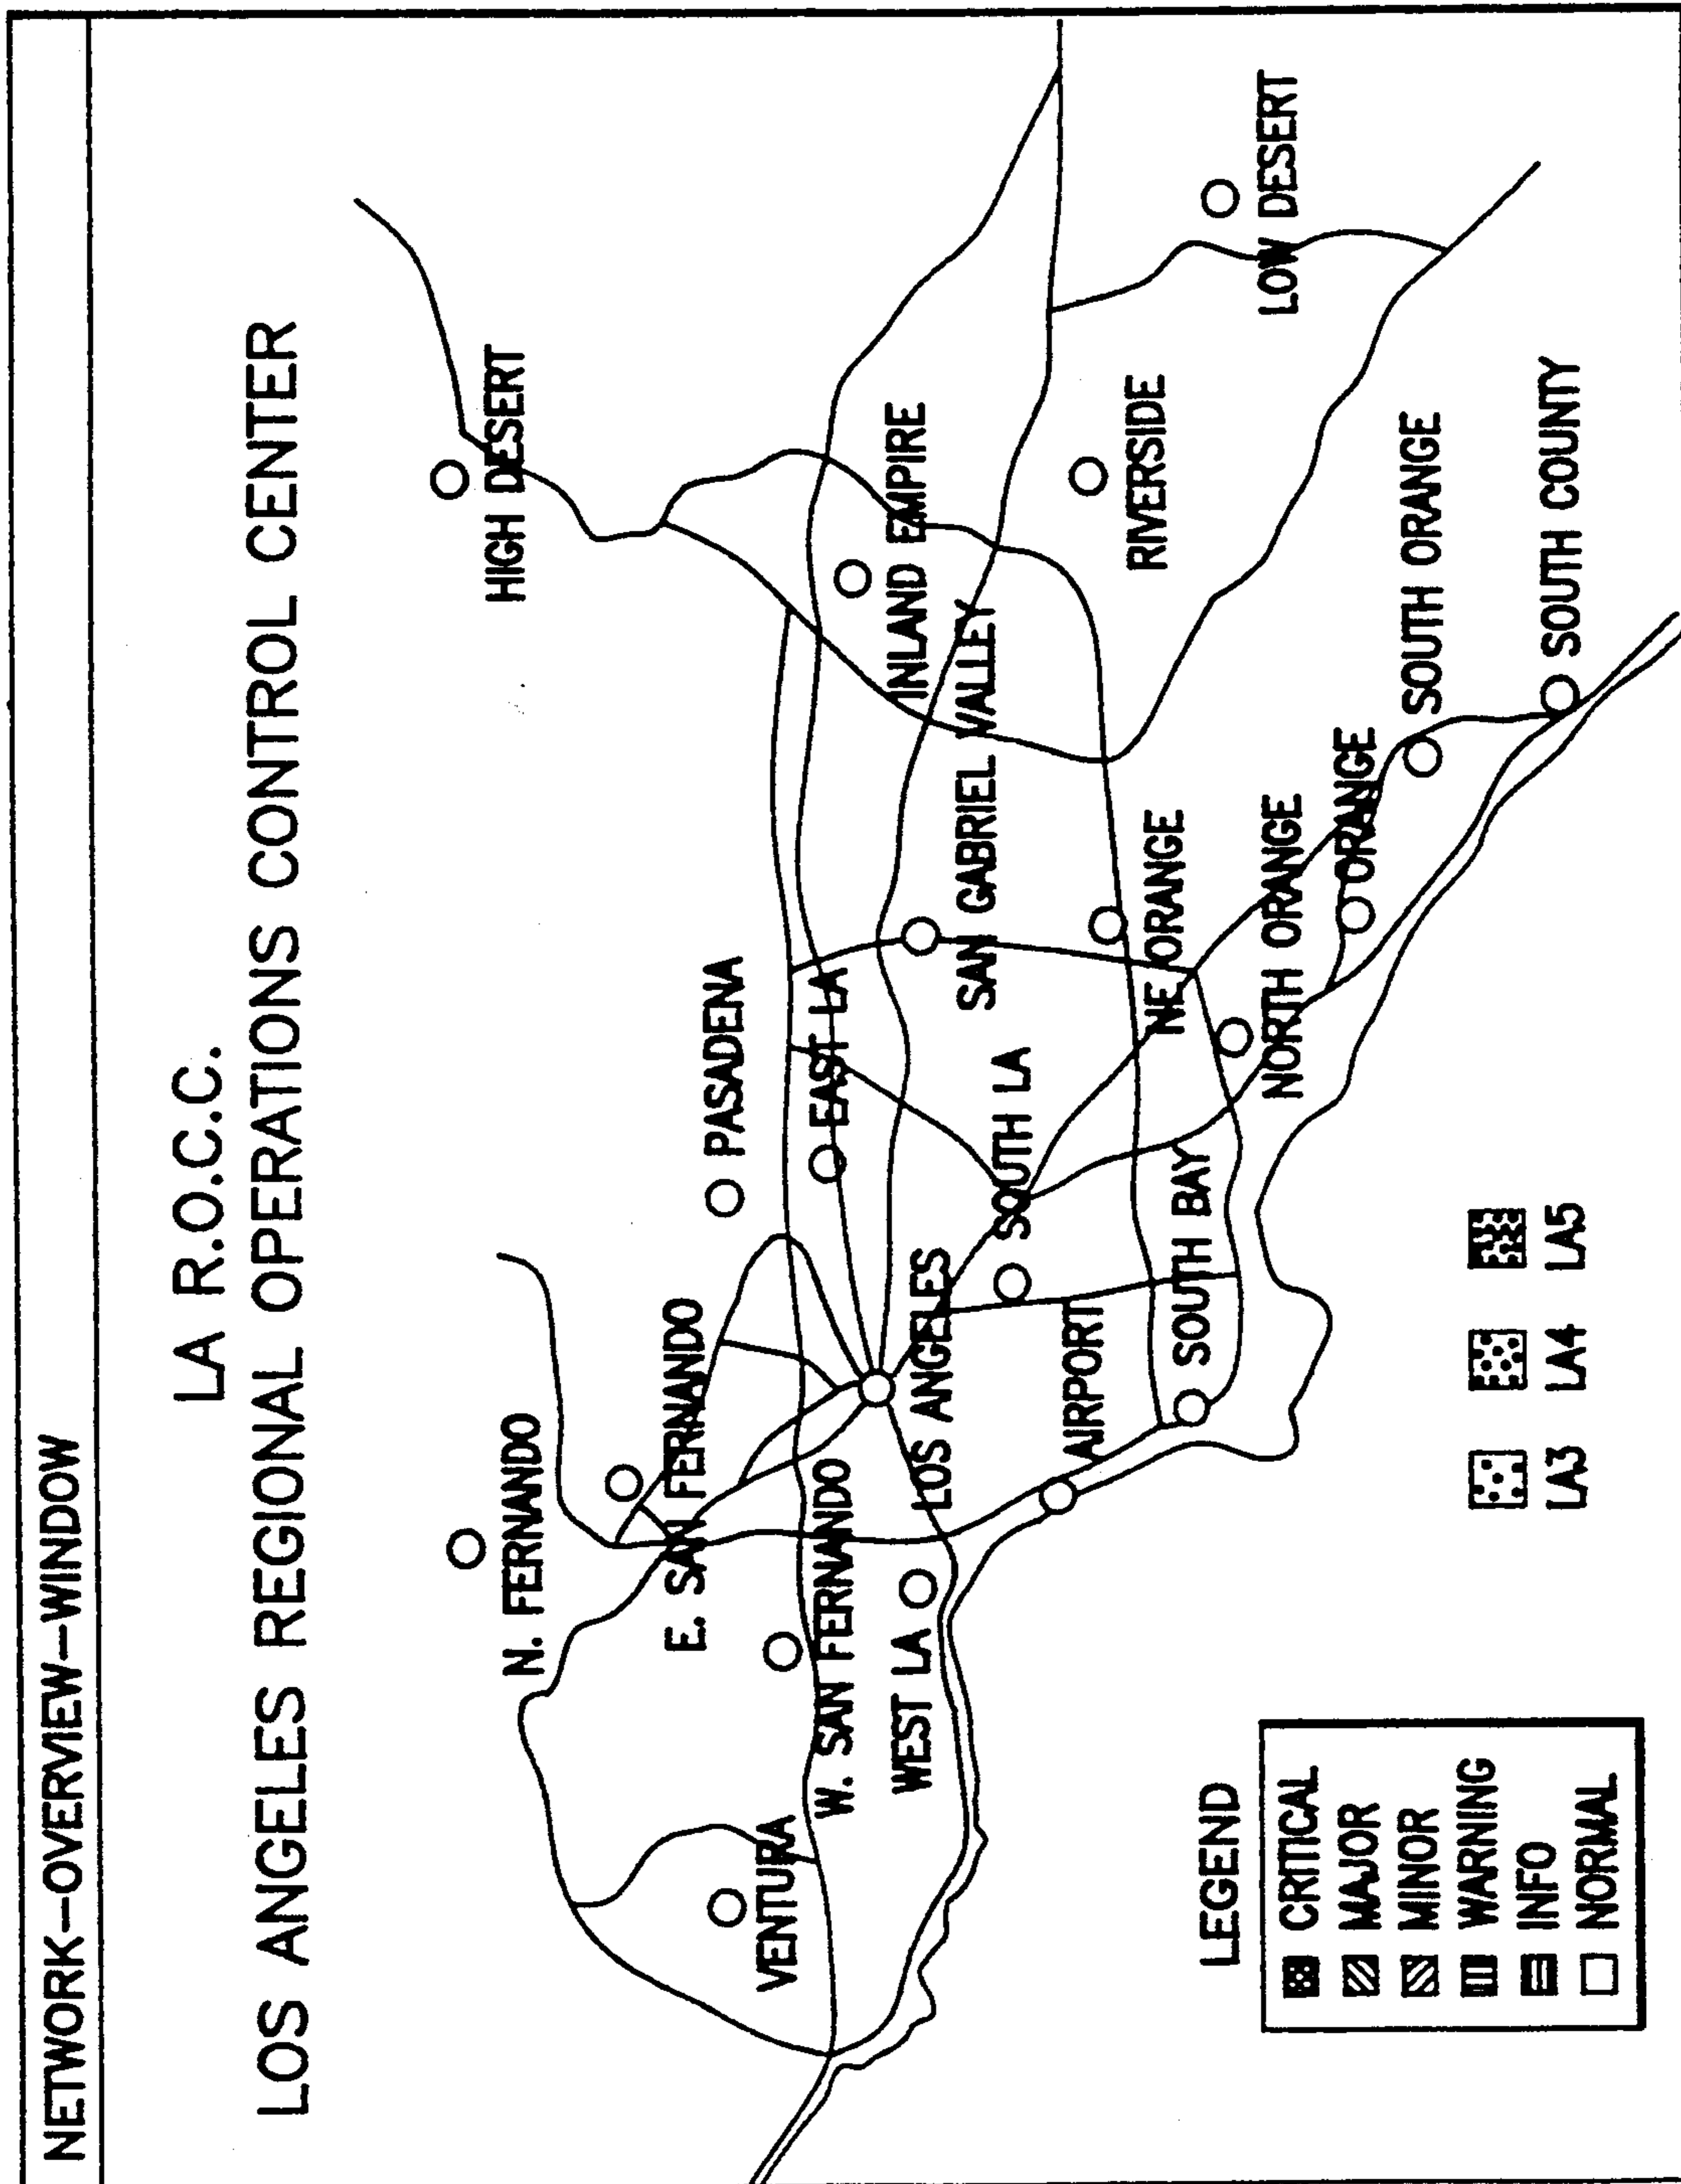 NETWORK—OVERVIEW—WINDOW
LA R.O.C.C.
LOS ANGELES REGIONAL OPERATIONS CONTROL CENTER
HIGH DESERT
N. FERNANDO
E. SAN FERNANDO
PASADENA
VENTURA
W. SAN FERNANDO
EAST LA
INLAND EMPIRE
WEST LA
LOS ANGELES
SAN GABRIEL VALLEY
SOUTH LA
AIRPORT
RIVERSIDE
NE ORANGE
SOUTH BAY
LOW DESERT
NORTH ORANGE
ORANGE
SOUTH ORANGE
SOUTH COUNTY
LEGEND
CRITICAL
MAJOR
MINOR
WARNING
INFO
NORMAL
LA3
LA4
LA5